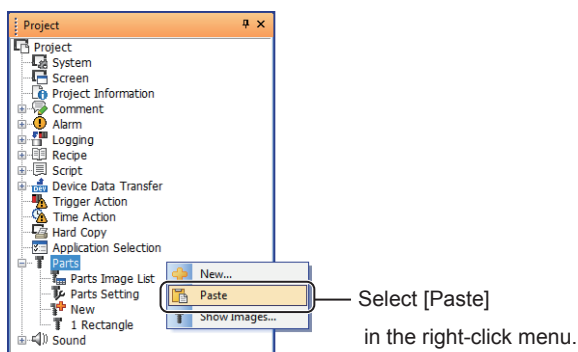 Project
Project
System
Screen
Project Information
Comment
Alarm
Logging
Recipe
Script
Device Data Transfer
Trigger Action
Time Action
Hard Copy
Application Selection
Parts
Parts Image List
Parts Setting
New
1 Rectangle
Sound
New...
Paste
Show Images...
Select [Paste]
in the right-click menu.